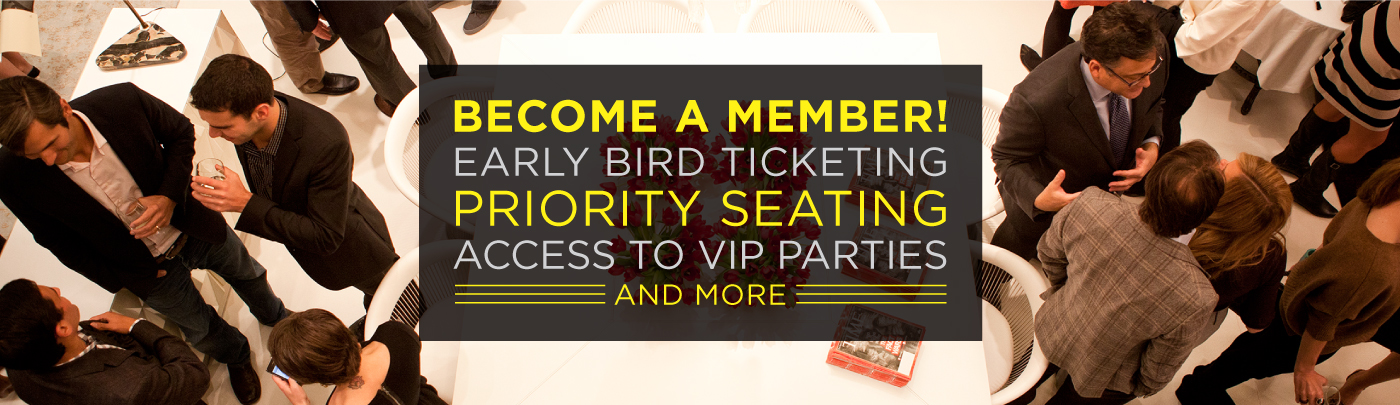 BECOME A MEMBER!
EARLY BIRD TICKETING
PRIORITY SEATING
ACCESS TO VIP PARTIES
AND MORE